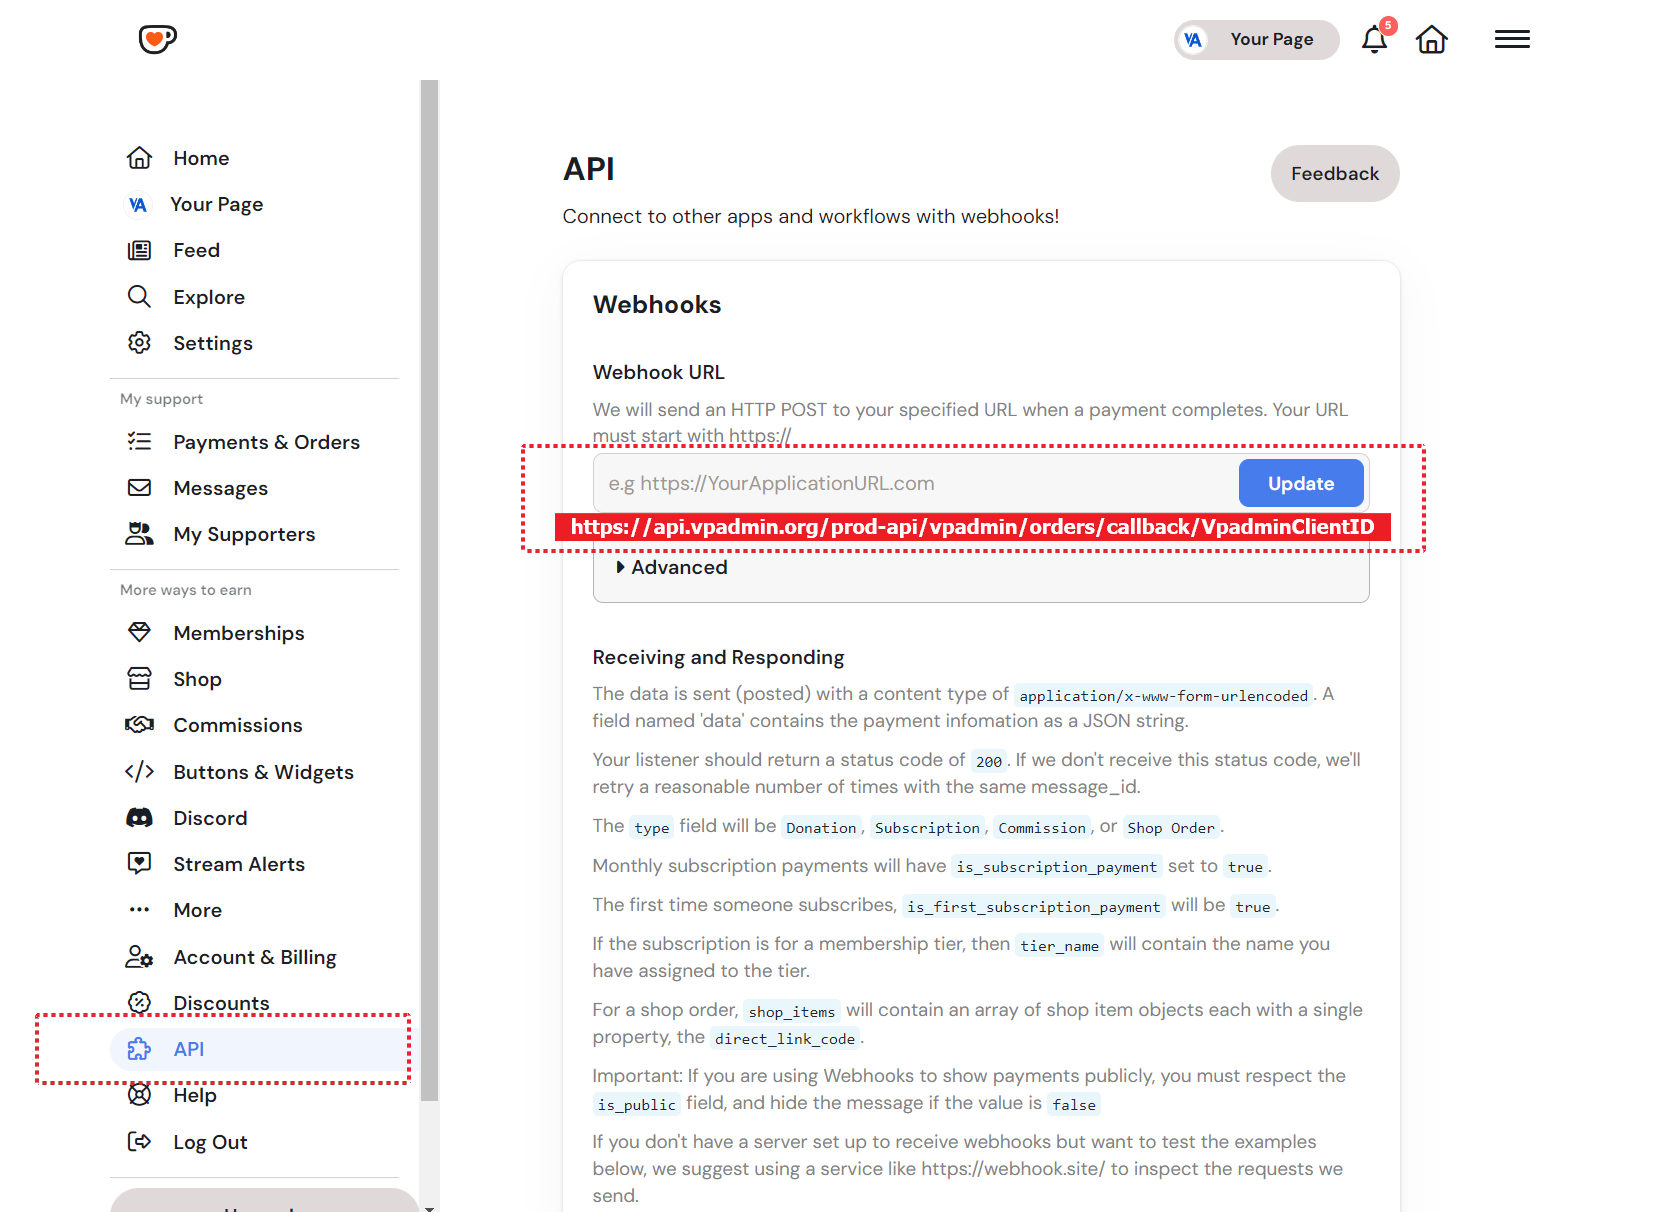 VA Your Page 5
Home
VA Your Page
Feed
Explore
Settings
My support
Payments & Orders
Messages
My Supporters
More ways to earn
Memberships
Shop
Commissions
Buttons & Widgets
Discord
Stream Alerts
More
Account & Billing
Discounts
API
Help
Log Out
API
Feedback
Connect to other apps and workflows with webhooks!
Webhooks
Webhook URL
We will send an HTTP POST to your specified URL when a payment completes. Your URL
must start with https://
e.g https://YourApplicationURL.com
Update
https://api.vpadmin.org/prod-api/vpadmin/orders/callback/VpadminClientID
Advanced
Receiving and Responding
The data is sent (posted) with a content type of application/x-www-form-urlencoded. A
field named 'data' contains the payment infomation as a JSON string.
Your listener should return a status code of 200. If we don't receive this status code, we'll
retry a reasonable number of times with the same message_id.
The type field will be Donation, Subscription, Commission, or Shop Order.
Monthly subscription payments will have is_subscription_payment set to true.
The first time someone subscribes, is_first_subscription_payment will be true.
If the subscription is for a membership tier, then tier_name will contain the name you
have assigned to the tier.
For a shop order, shop_items will contain an array of shop item objects each with a single
property, the direct_link_code.
Important: If you are using Webhooks to show payments publicly, you must respect the
is_public field, and hide the message if the value is false
If you don't have a server set up to receive webhooks but want to test the examples
below, we suggest using a service like https://webhook.site/ to inspect the requests we
send.